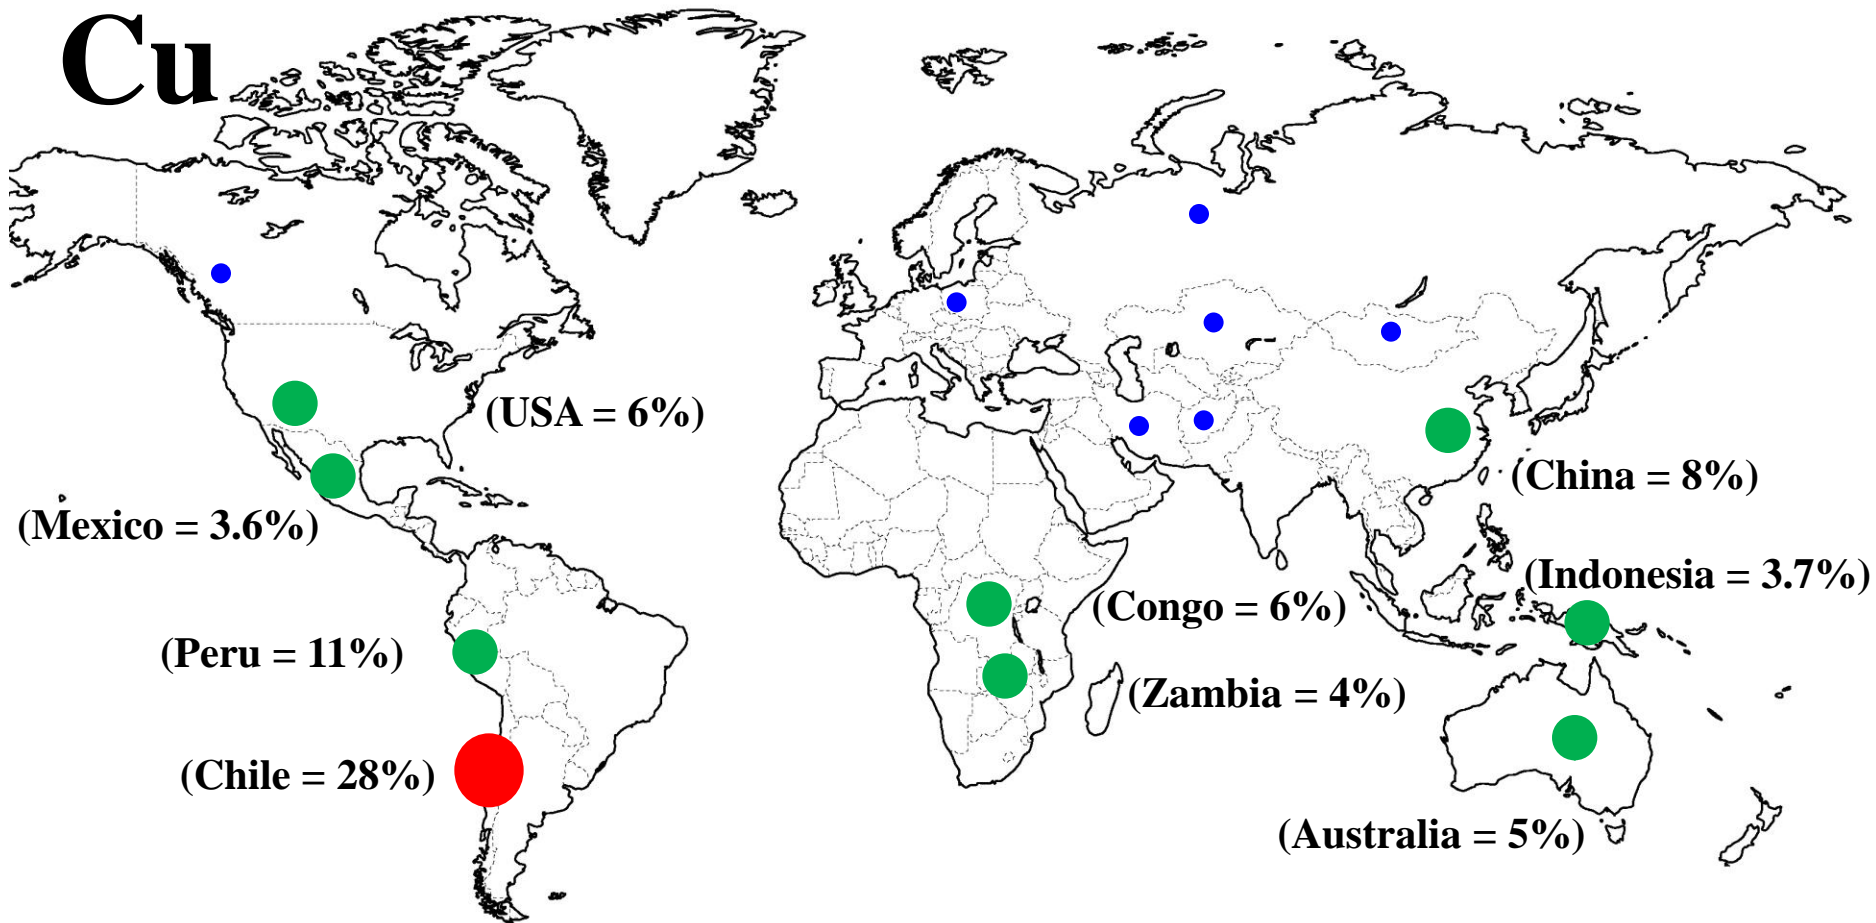 Cu
(USA = 6%)
(China = 8%)
(Mexico = 3.6%)
(Indonesia = 3.7%)
(Congo = 6%)
(Peru = 11%)
(Zambia = 4%)
(Chile = 28%)
(Australia = 5%)